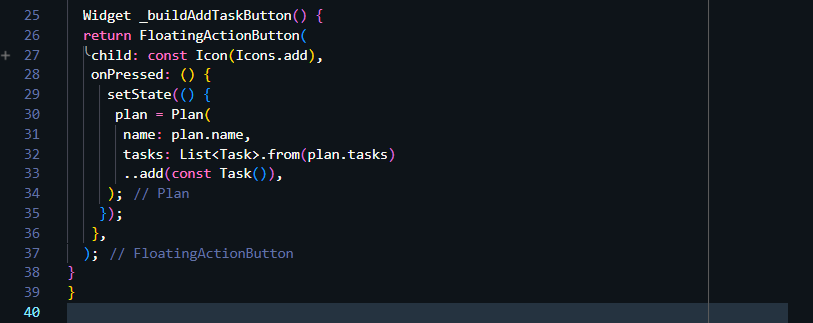 25 Widget _buildAddTaskButton() {
26 return FloatingActionButton(
27 child: const Icon(Icons.add),
28 onPressed: () {
29 setState(() {
30 plan = Plan(
31 name: plan.name,
32 tasks: List<Task>.from(plan.tasks)
33 ..add(const Task()),
34 ); // Plan
35 });
36 },
37 ); // FloatingActionButton
38 }
39 }
40